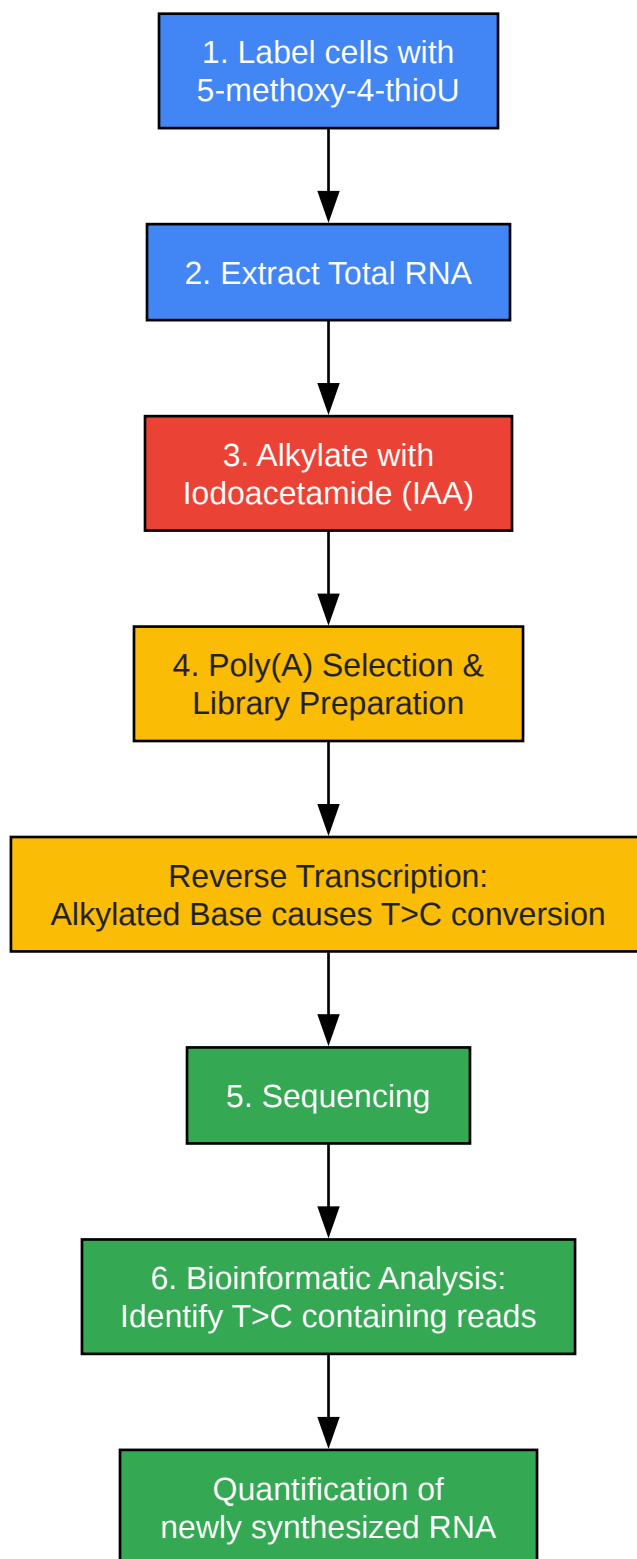 1. Label cells with
5-methoxy-4-thioU
2. Extract Total RNA
3. Alkylate with
Iodoacetamide (IAA)
4. Poly(A) Selection &
Library Preparation
Reverse Transcription:
Alkylated Base causes T>C conversion
5. Sequencing
6. Bioinformatic Analysis:
Identify T>C containing reads
Quantification of
newly synthesized RNA